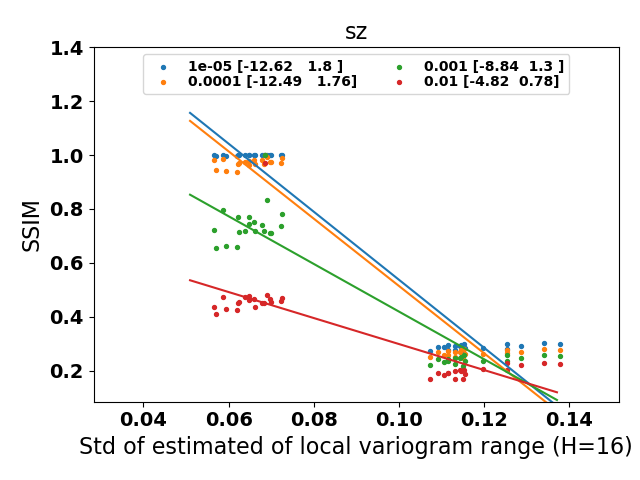 sz
1e-05 [-12.62 1.8 ]
0.0001 [-12.49 1.76]
0.001 [-8.84 1.3 ]
0.01 [-4.82 0.78]
SSIM
1.4
1.2
1.0
0.8
0.6
0.4
0.2
0.04 0.06 0.08 0.10 0.12 0.14
Std of estimated of local variogram range (H=16)